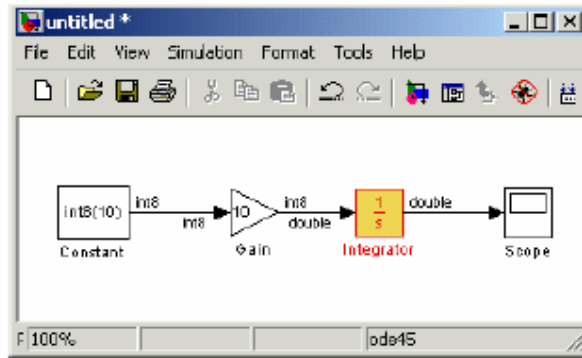 untitled *
File Edit View Simulation Format Tools Help
int8(10) int8 int8 10 int8 double 1/s double
Constant Gain Integrator Scope
100% ode45